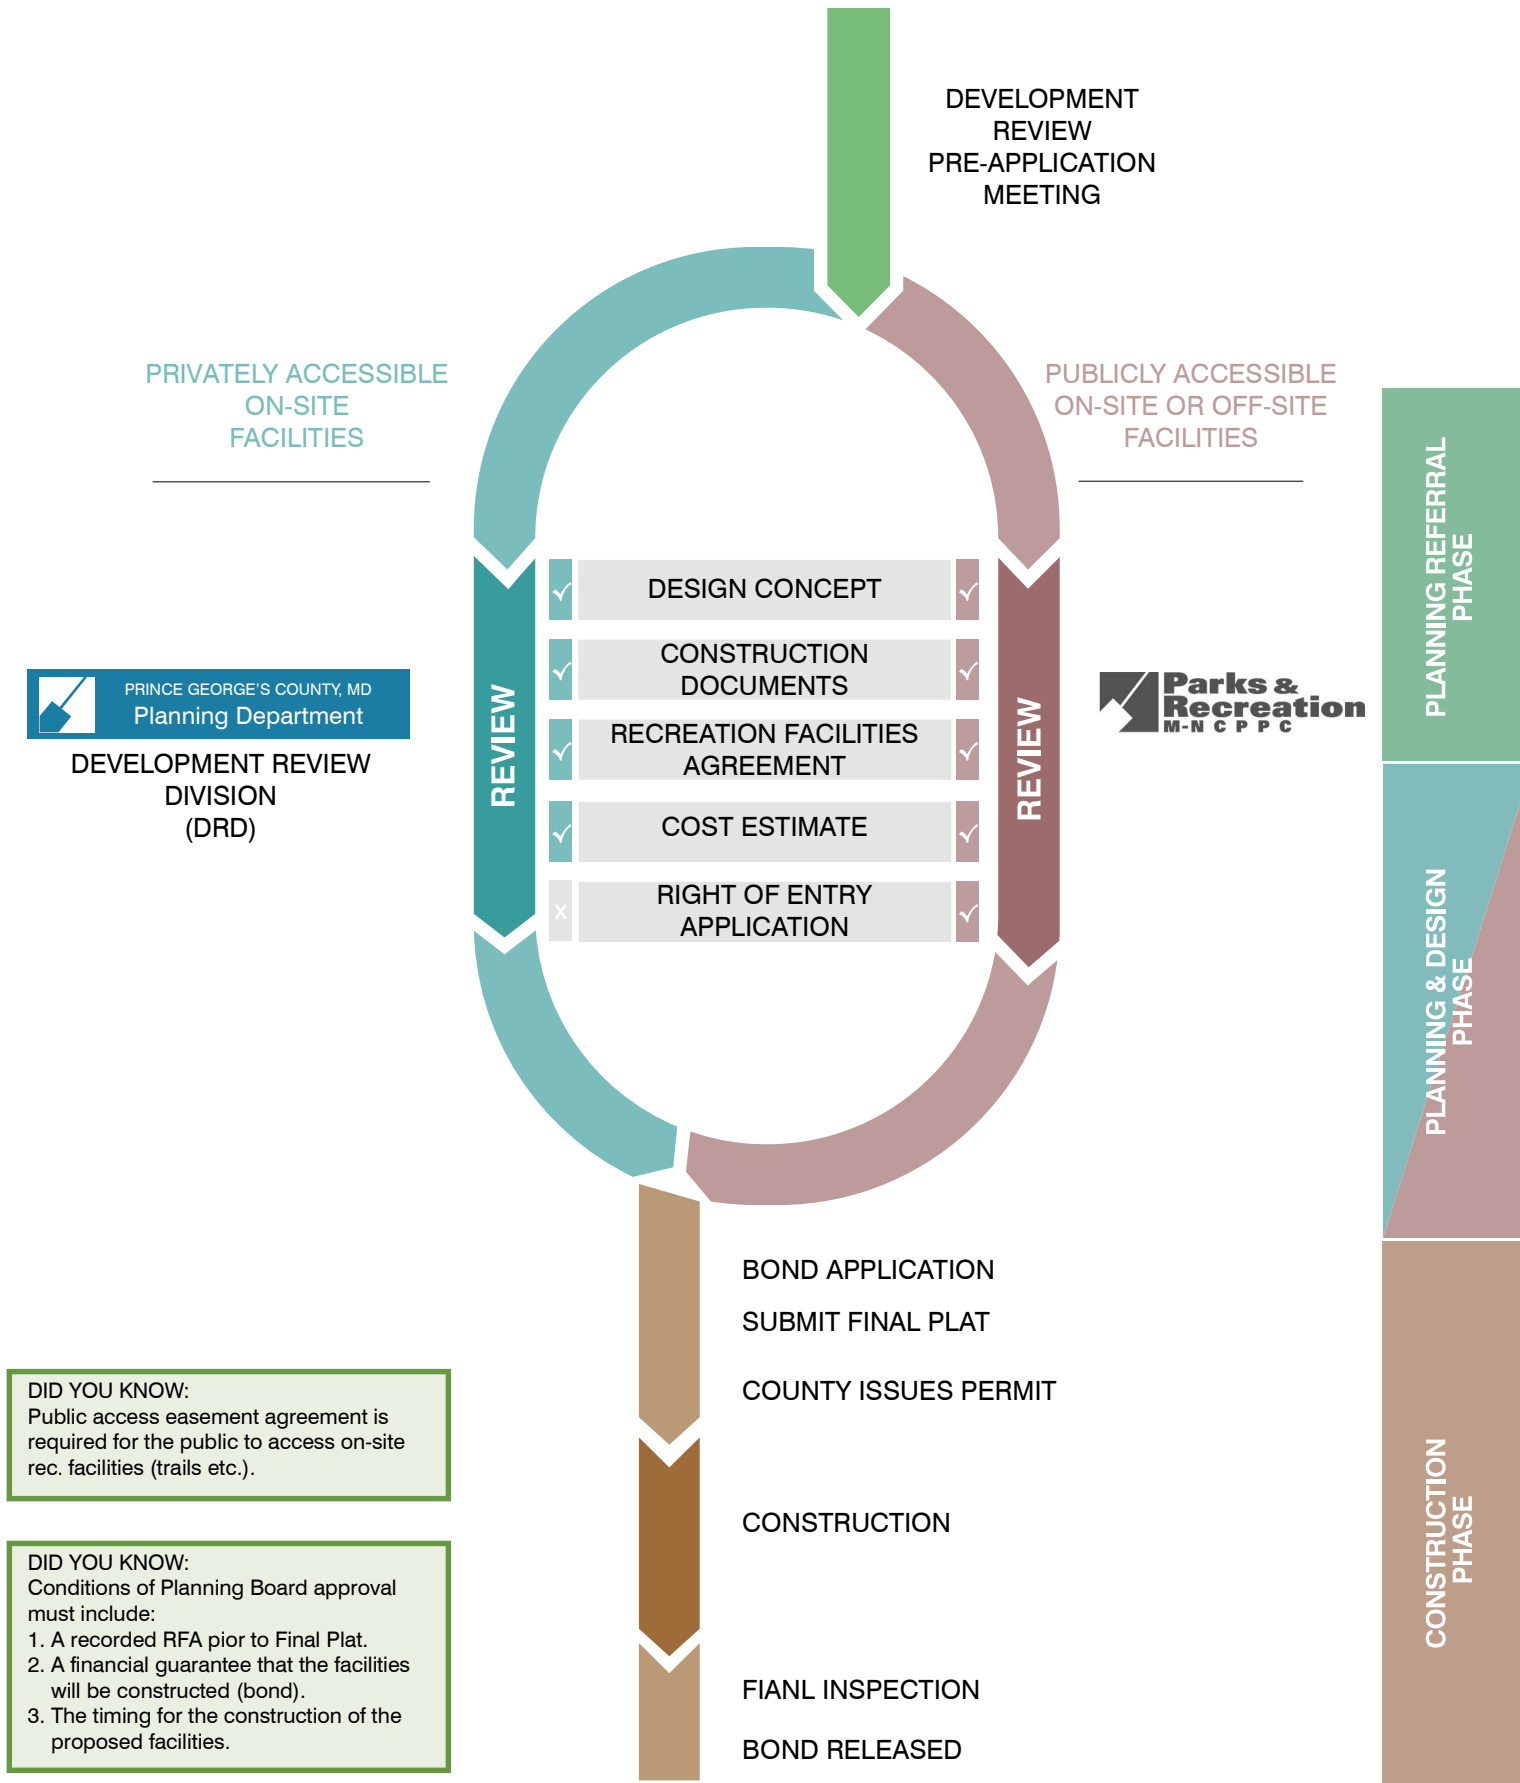 DEVELOPMENT
REVIEW
PRE-APPLICATION
MEETING
PRIVATELY ACCESSIBLE
ON-SITE
FACILITIES
PUBLICLY ACCESSIBLE
ON-SITE OR OFF-SITE
FACILITIES
PRINCE GEORGE'S COUNTY, MD
Planning Department
DEVELOPMENT REVIEW
DIVISION
(DRD)
REVIEW
DESIGN CONCEPT
CONSTRUCTION
DOCUMENTS
RECREATION FACILITIES
AGREEMENT
COST ESTIMATE
X
RIGHT OF ENTRY
APPLICATION
REVIEW
Parks &
Recreation
M-N C P P C
PLANNING REFERRAL
PHASE
PLANNING & DESIGN
PHASE
CONSTRUCTION
PHASE
BOND APPLICATION
SUBMIT FINAL PLAT
COUNTY ISSUES PERMIT
CONSTRUCTION
FIANL INSPECTION
BOND RELEASED
DID YOU KNOW:
Public access easement agreement is
required for the public to access on-site
rec. facilities (trails etc.).
DID YOU KNOW:
Conditions of Planning Board approval
must include:
1. A recorded RFA pior to Final Plat.
2. A financial guarantee that the facilities
will be constructed (bond).
3. The timing for the construction of the
proposed facilities.